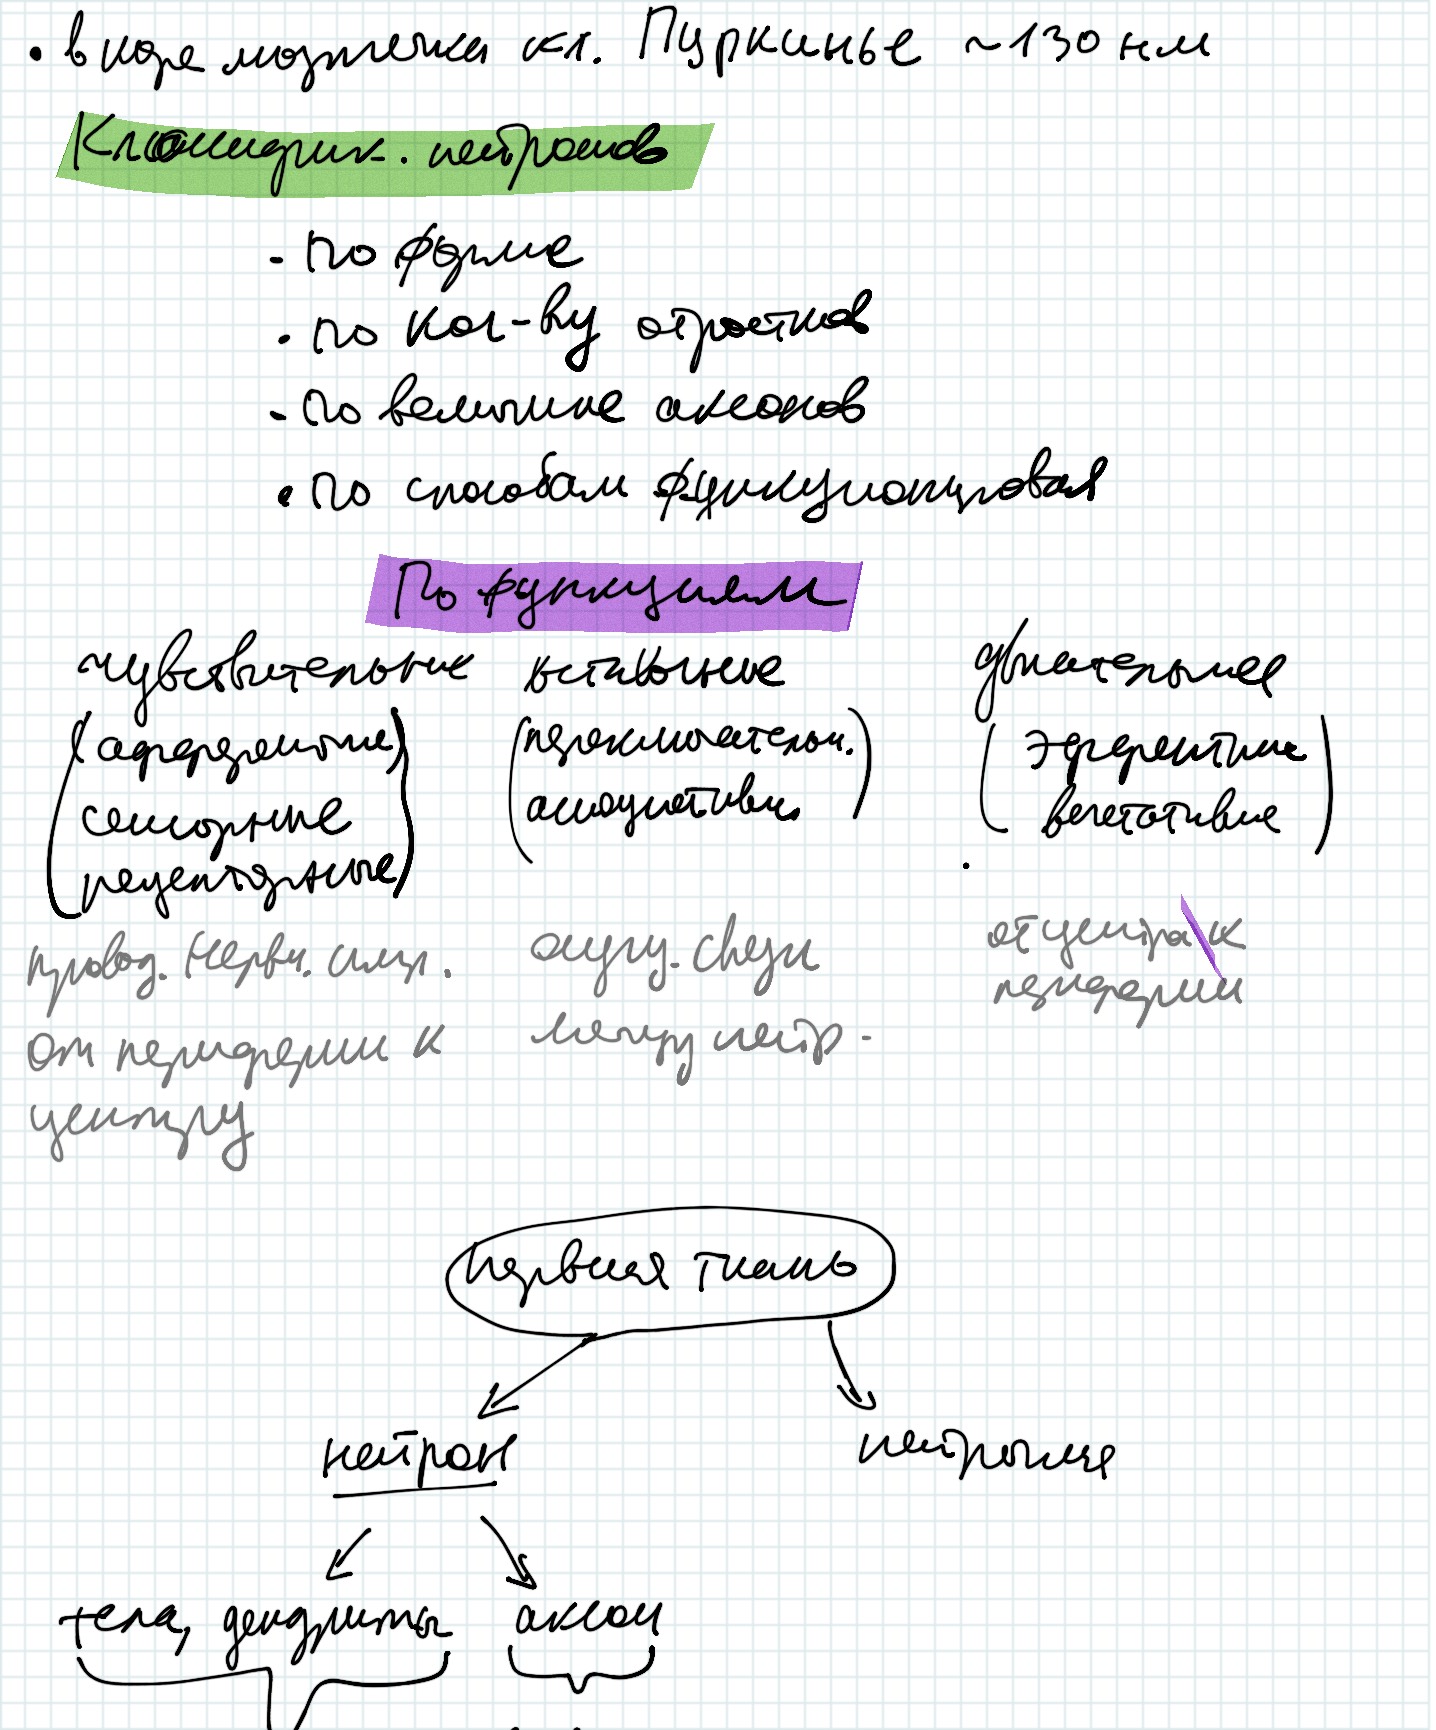 • в коре мозжечка кл. Пуркинье ~130 нм
Классифик. нейронов
- по форме
• по кол-ву отростков
- по величине аксонов
• по способам функционирован
По функциям
чувствительные вставочные двигательные
(афферентные) (переключательн. (эфферентные
сенсорные ассоциативн.) вегетативные)
рецепторные)
провод. нервн. имп. осущ. связи от центра к
периферии
от периферии к между нейр.
центру
нервная ткань
нейрон нейроглия
тела, дендриты аксон